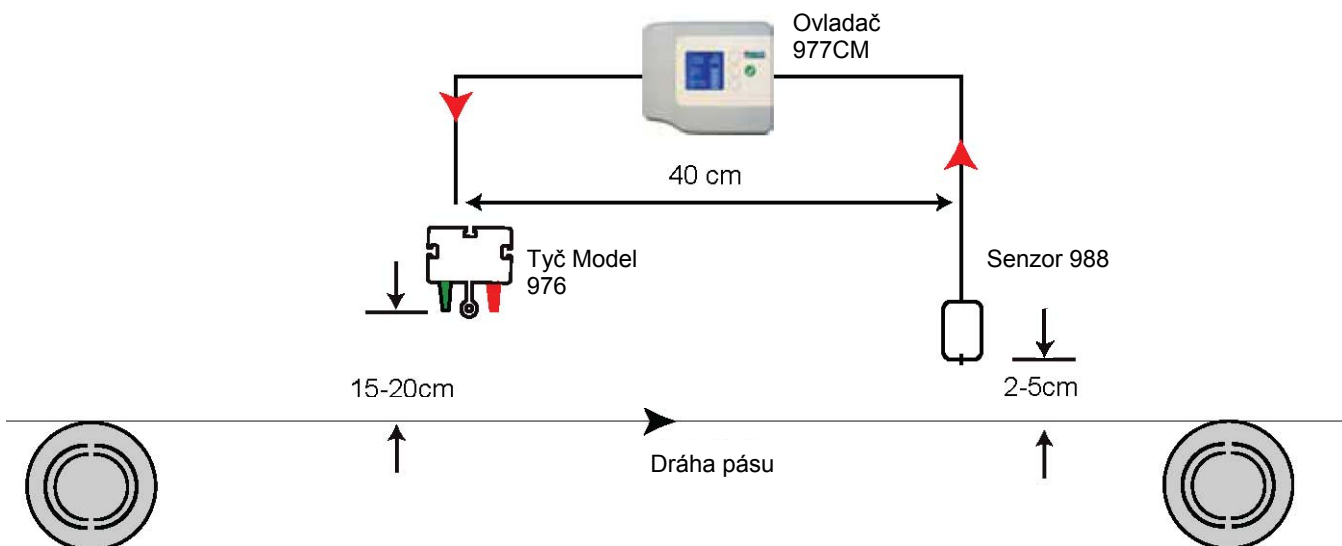 Ovladač
977CM
40 cm
Tyč Model
976
Senzor 988
15-20cm
2-5cm
Dráha pásu